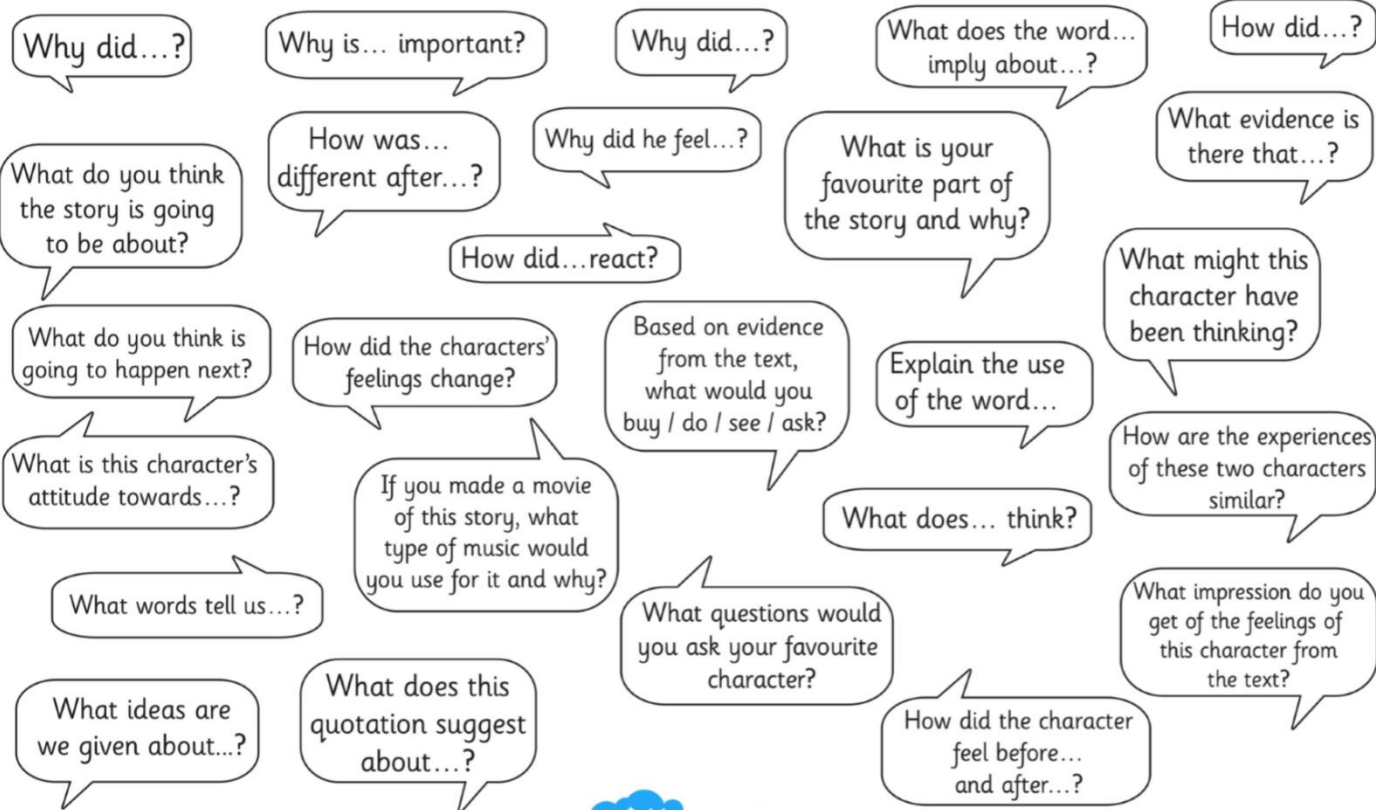 Why did…?
Why is… important?
Why did…?
What does the word…
imply about…?
How did…?
What do you think
the story is going
to be about?
How was…
different after…?
Why did he feel…?
What is your
favourite part of
the story and why?
What evidence is
there that…?
How did…react?
What might this
character have
been thinking?
What do you think is
going to happen next?
How did the characters’
feelings change?
Based on evidence
from the text,
what would you
buy / do / see / ask?
Explain the use
of the word…
What is this character’s
attitude towards…?
If you made a movie
of this story, what
type of music would
you use for it and why?
What does… think?
How are the experiences
of these two characters
similar?
What words tell us…?
What questions would
you ask your favourite
character?
What impression do you
get of the feelings of
this character from
the text?
What ideas are
we given about...?
What does this
quotation suggest
about…?
How did the character
feel before…
and after…?